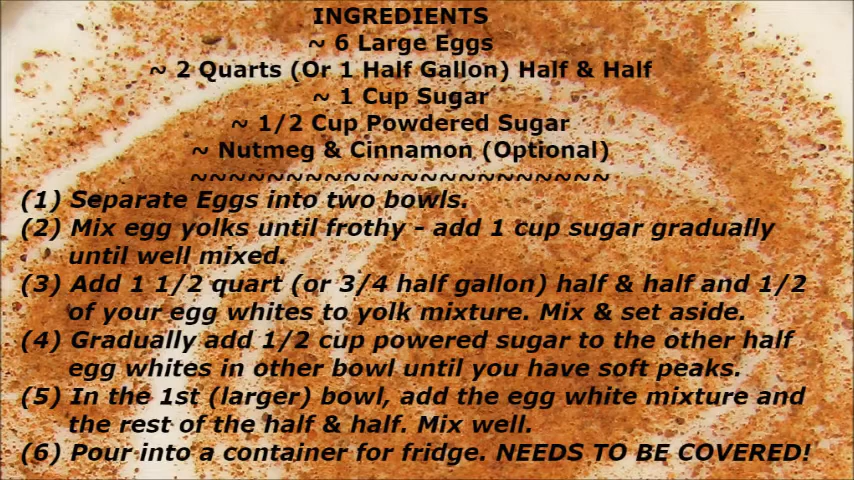 INGREDIENTS
~ 6 Large Eggs
~ 2 Quarts (Or 1 Half Gallon) Half & Half
~ 1 Cup Sugar
~ 1/2 Cup Powdered Sugar
~ Nutmeg & Cinnamon (Optional)
~~~~~~~~~~~~~~~~~~~~~
(1) Separate Eggs into two bowls.
(2) Mix egg yolks until frothy - add 1 cup sugar gradually
until well mixed.
(3) Add 1 1/2 quart (or 3/4 half gallon) half & half and 1/2
of your egg whites to yolk mixture. Mix & set aside.
(4) Gradually add 1/2 cup powered sugar to the other half
egg whites in other bowl until you have soft peaks.
(5) In the 1st (larger) bowl, add the egg white mixture and
the rest of the half & half. Mix well.
(6) Pour into a container for fridge. NEEDS TO BE COVERED!